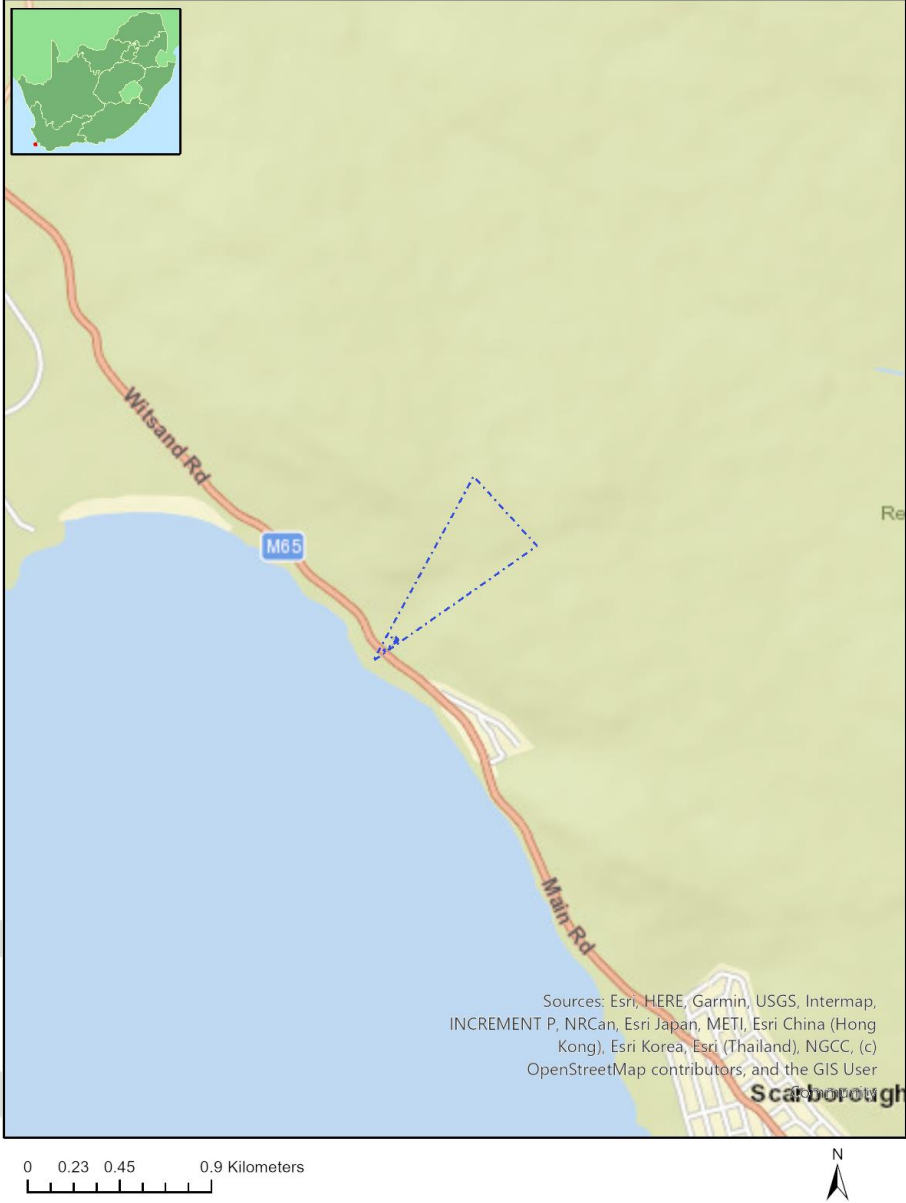 Witsand Rd
Re
M65
Main Rd
Sources: Esri, HERE, Garmin, USGS, Intermap,
INCREMENT P, NRCan, Esri Japan, METI, Esri China (Hong
Kong), Esri Korea, Esri (Thailand), NGCC, (c)
OpenStreetMap contributors, and the GIS User
Community
Scarborough
0 0.23 0.45 0.9 Kilometers
N